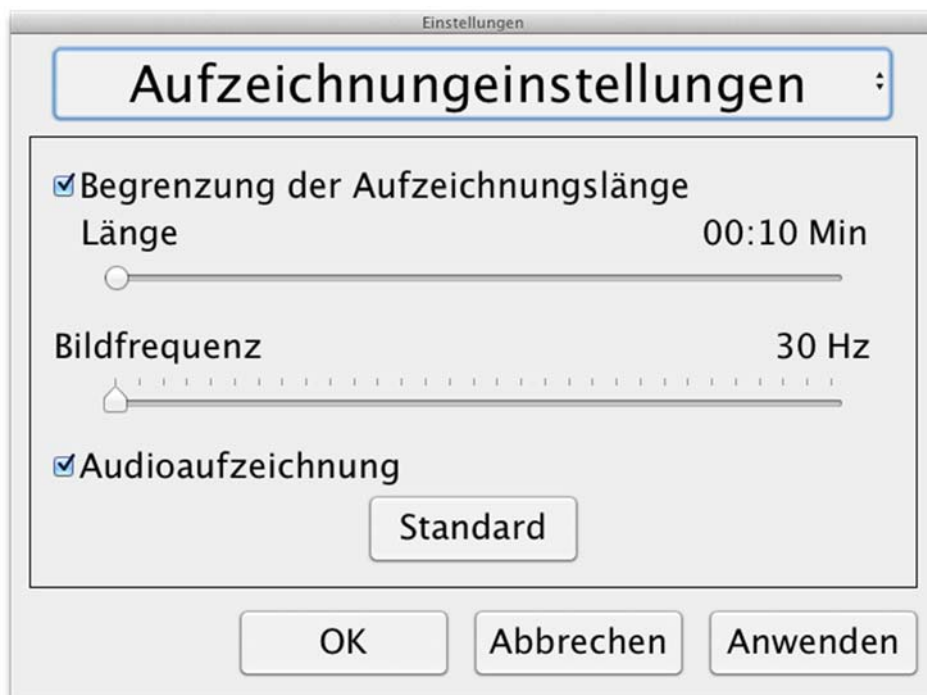 Einstellungen
Aufzeichnungeinstellungen
Begrenzung der Aufzeichnungslänge
Länge 00:10 Min
Bildfrequenz 30 Hz
Audioaufzeichnung
Standard
OK Abbrechen Anwenden